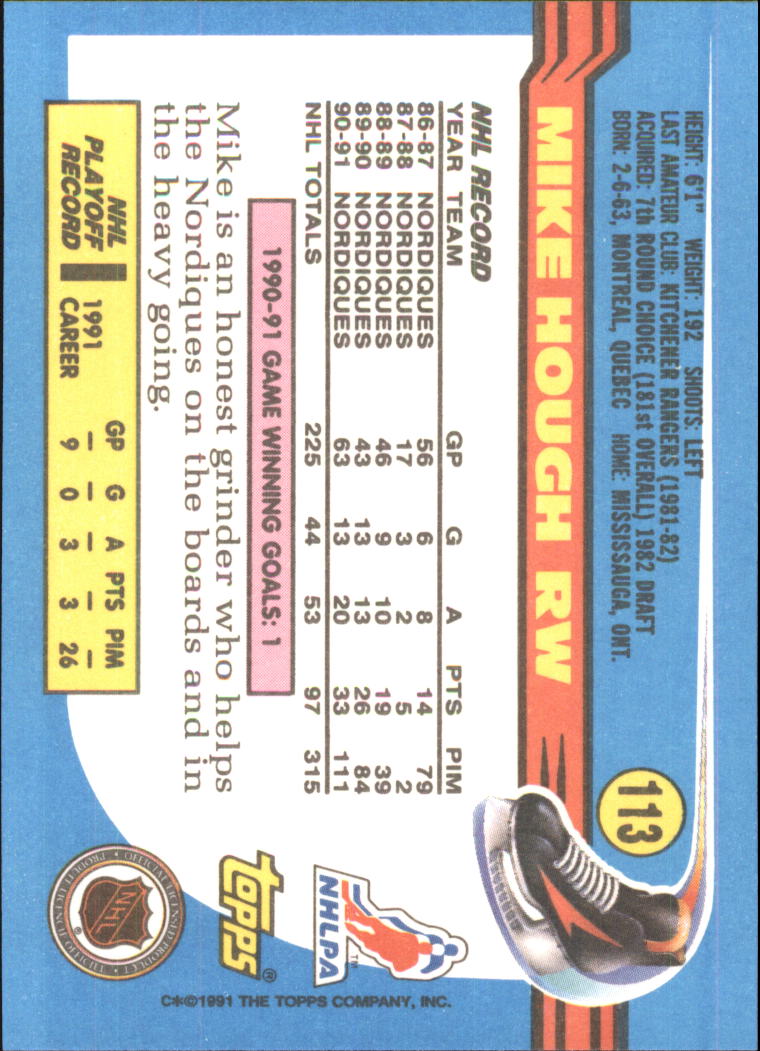 HEIGHT: 6'1" WEIGHT: 192 SHOOTS: LEFT
LAST AMATEUR CLUB: KITCHENER RANGERS (1981-82)
ACQUIRED: 7th ROUND CHOICE (181st OVERALL) 1982 DRAFT
BORN: 2-6-63, MONTREAL, QUEBEC HOME: MISSISSAUGA, ONT.
113
MIKE HOUGH RW
NHL RECORD
YEAR TEAM GP G A PTS PIM
86-87 NORDIQUES 56 6 8 14 79
87-88 NORDIQUES 17 3 2 5 2
88-89 NORDIQUES 46 9 10 19 39
89-90 NORDIQUES 43 13 13 26 84
90-91 NORDIQUES 63 13 20 33 111
NHL TOTALS 225 44 53 97 315
1990-91 GAME WINNING GOALS: 1
Mike is an honest grinder who helps
the Nordiques on the boards and in
the heavy going.
NHL
PLAYOFF
RECORD
GP G A PTS PIM
1991 – – – – –
CAREER 9 0 3 3 26
NHLPA™
topps®
OFFICIAL LICENSED PRODUCT •
NHL
®
C✱©1991 THE TOPPS COMPANY, INC.